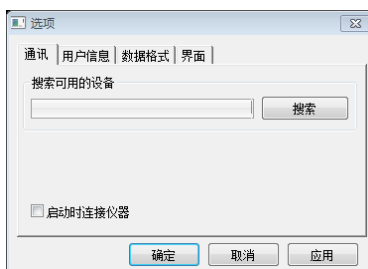 选项
通讯 用户信息 数据格式 界面
搜索可用的设备
搜索
启动时连接仪器
确定 取消 应用